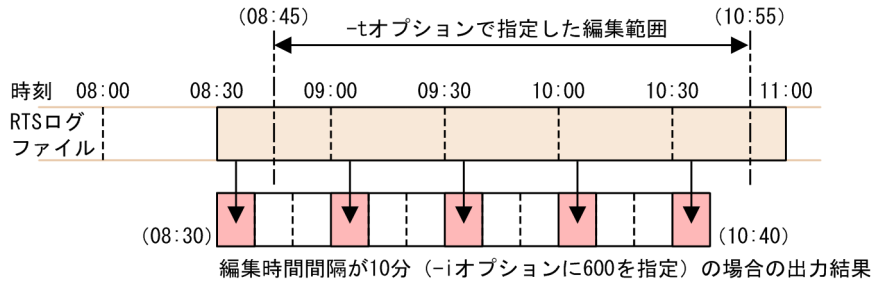 (08:45)
(10:55)
-tオプションで指定した編集範囲
時刻 08:00 08:30 09:00 09:30 10:00 10:30 11:00
RTSログ
ファイル
(08:30)
(10:40)
編集時間間隔が10分（-iオプションに600を指定）の場合の出力結果